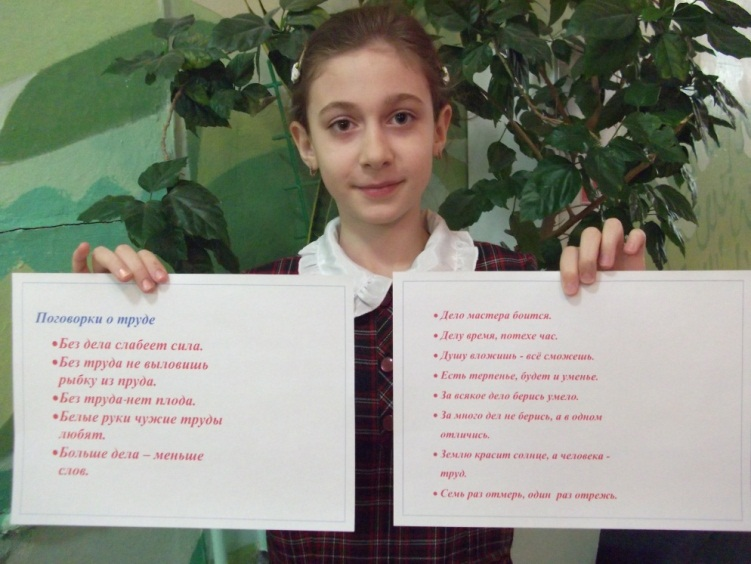 Поговорки о труде
•Без дела слабеет сила.
•Без труда не выловишь
рыбку из пруда.
•Без труда-нет плода.
•Белые руки чужие труды
любят.
•Больше дела – меньше
слов.
• Дело мастера боится.
• Делу время, потехе час.
• Душу вложишь - всё сможешь.
• Есть терпенье, будет и уменье.
• За всякое дело берись умело.
• За много дел не берись, а в одном
отличись.
• Землю красит солнце, а человека -
труд.
• Семь раз отмерь, один раз отрежь.